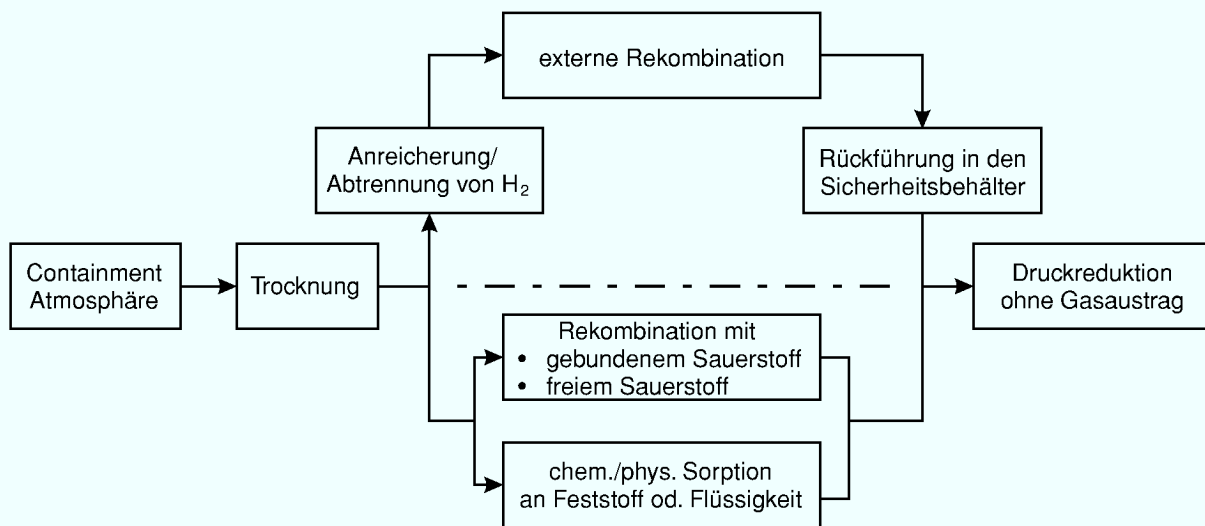 externe Rekombination
Anreicherung/
Abtrennung von H₂
Rückführung in den
Sicherheitsbehälter
Containment
Atmosphäre
Trocknung
Druckreduktion
ohne Gasaustrag
Rekombination mit
• gebundenem Sauerstoff
• freiem Sauerstoff
chem./phys. Sorption
an Feststoff od. Flüssigkeit